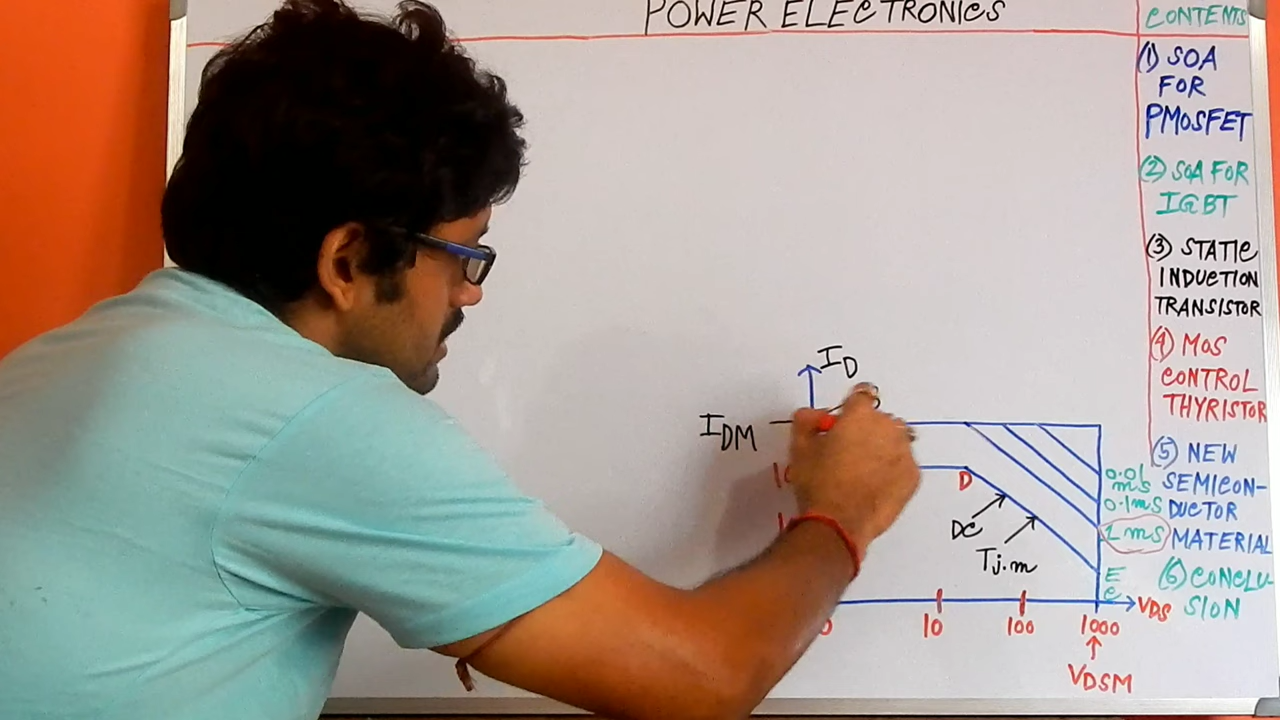 POWER ELECTRONICS
CONTENTS
(1) SOA
FOR
PMOSFET
(2) SOA FOR
IGBT
(3) STATIC
INDUCTION
TRANSISTOR
(4) MOS
CONTROL
THYRISTOR
(5) NEW
SEMICON-
DUCTOR
MATERIAL
(6) CONCLU-
SION
ID
IDM
D
0.01
ms
0.1ms
1 ms
DC
Tj.m
E
C
VDS
10
100
1000
VDSM